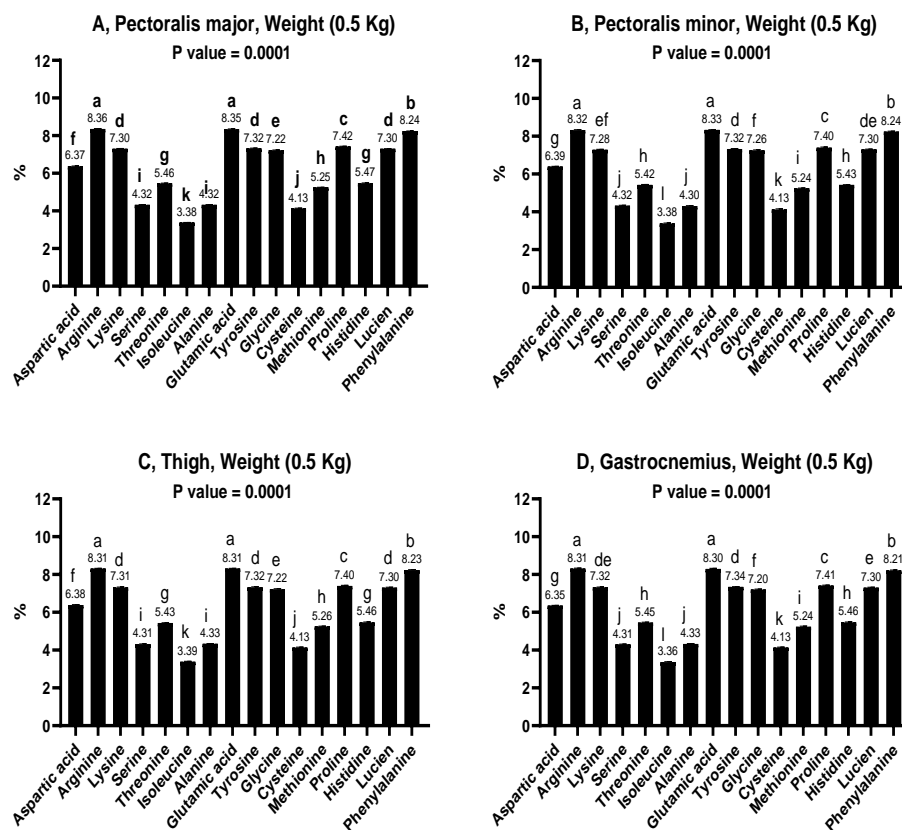 A, Pectoralis major, Weight (0.5 Kg)
P value = 0.0001
%
12
10
8
6
4
2
0
f a d i g k i a d e j h c g d b
6.37 8.36 7.30 4.32 5.46 3.38 4.32 8.35 7.32 7.22 4.13 5.25 7.42 5.47 7.30 8.24
Aspartic acid
Arginine
Lysine
Serine
Threonine
Isoleucine
Alanine
Glutamic acid
Tyrosine
Glycine
Cysteine
Methionine
Proline
Histidine
Lucien
Phenylalanine
B, Pectoralis minor, Weight (0.5 Kg)
P value = 0.0001
%
12
10
8
6
4
2
0
g a ef j h l j a d f k i c h de b
6.39 8.32 7.28 4.32 5.42 3.38 4.30 8.33 7.32 7.26 4.13 5.24 7.40 5.43 7.30 8.24
Aspartic acid
Arginine
Lysine
Serine
Threonine
Isoleucine
Alanine
Glutamic acid
Tyrosine
Glycine
Cysteine
Methionine
Proline
Histidine
Lucien
Phenylalanine
C, Thigh, Weight (0.5 Kg)
P value = 0.0001
%
12
10
8
6
4
2
0
f a d i g k i a d e j h c g d b
6.38 8.31 7.31 4.31 5.43 3.39 4.33 8.31 7.32 7.22 4.13 5.26 7.40 5.46 7.30 8.23
Aspartic acid
Arginine
Lysine
Serine
Threonine
Isoleucine
Alanine
Glutamic acid
Tyrosine
Glycine
Cysteine
Methionine
Proline
Histidine
Lucien
Phenylalanine
D, Gastrocnemius, Weight (0.5 Kg)
P value = 0.0001
%
12
10
8
6
4
2
0
g a de j h l j a d f k i c h e b
6.35 8.31 7.32 4.31 5.45 3.36 4.33 8.30 7.34 7.20 4.13 5.24 7.41 5.46 7.30 8.21
Aspartic acid
Arginine
Lysine
Serine
Threonine
Isoleucine
Alanine
Glutamic acid
Tyrosine
Glycine
Cysteine
Methionine
Proline
Histidine
Lucien
Phenylalanine